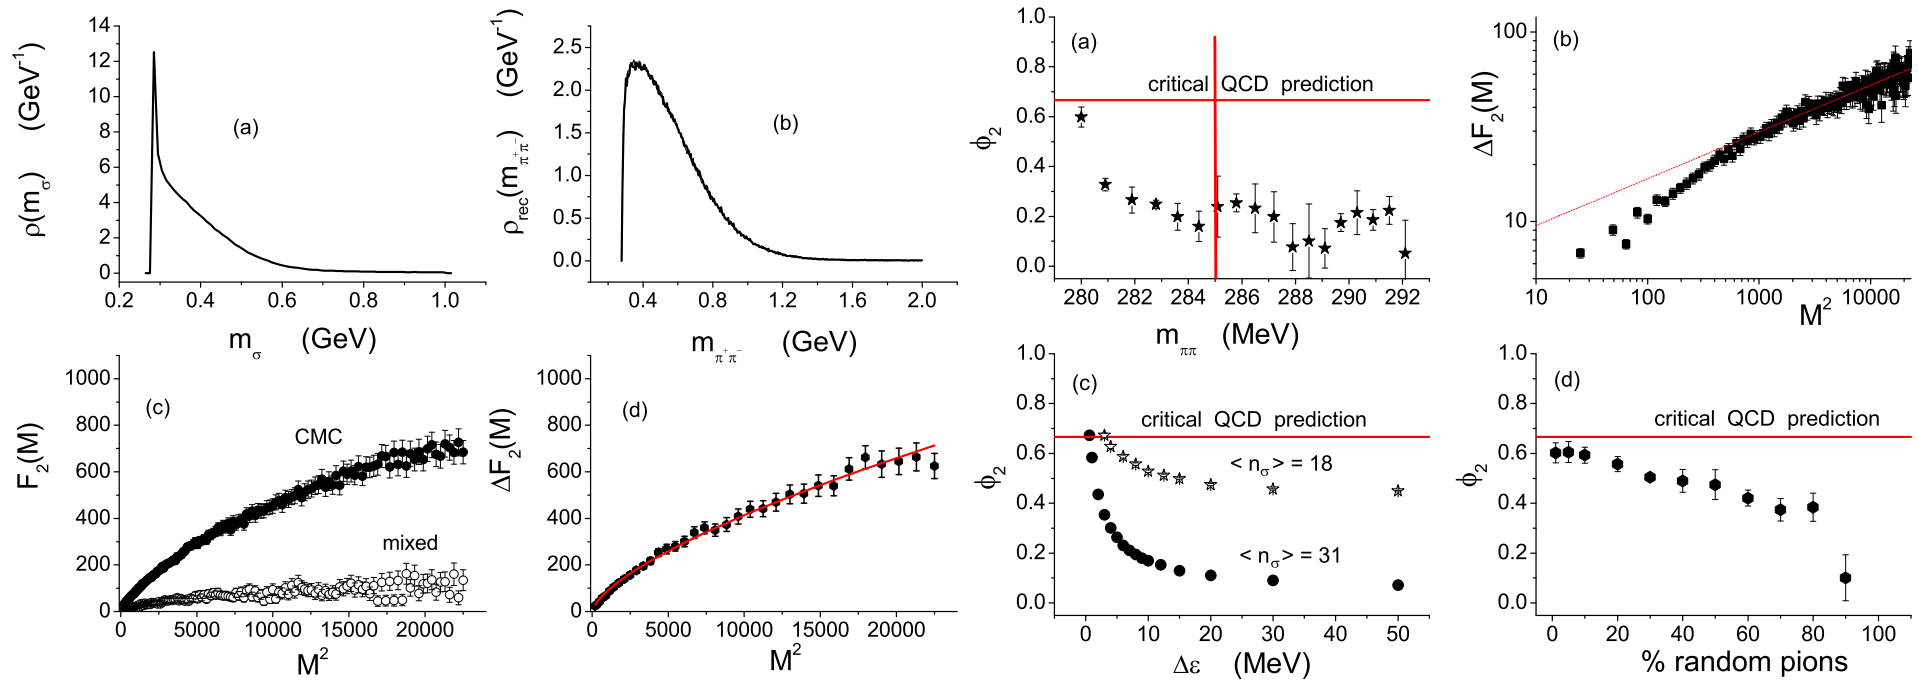 ρ(m_σ) (GeV⁻¹)
14
12
10
8
6
4
2
0
(a)
0.2 0.4 0.6 0.8 1.0
m_σ (GeV)
ρ_rec(m_π⁺π⁻) (GeV⁻¹)
2.5
2.0
1.5
1.0
0.5
0.0
(b)
0.4 0.8 1.2 1.6 2.0
m_π⁺π⁻ (GeV)
ϕ₂
1.0
0.8
0.6
0.4
0.2
0.0
(a)
critical QCD prediction
280 282 284 286 288 290 292
m_ππ (MeV)
ΔF₂(M)
100
10
(b)
10 100 1000 10000
M²
F₂(M)
1000
800
600
400
200
0
(c)
CMC
mixed
0 5000 10000 15000 20000
M²
ΔF₂(M)
1000
800
600
400
200
0
(d)
0 5000 10000 15000 20000
M²
ϕ₂
1.0
0.8
0.6
0.4
0.2
0.0
(c)
critical QCD prediction
< n_σ > = 18
< n_σ > = 31
0 10 20 30 40 50
Δε (MeV)
ϕ₂
1.0
0.8
0.6
0.4
0.2
0.0
(d)
critical QCD prediction
0 20 40 60 80 100
% random pions